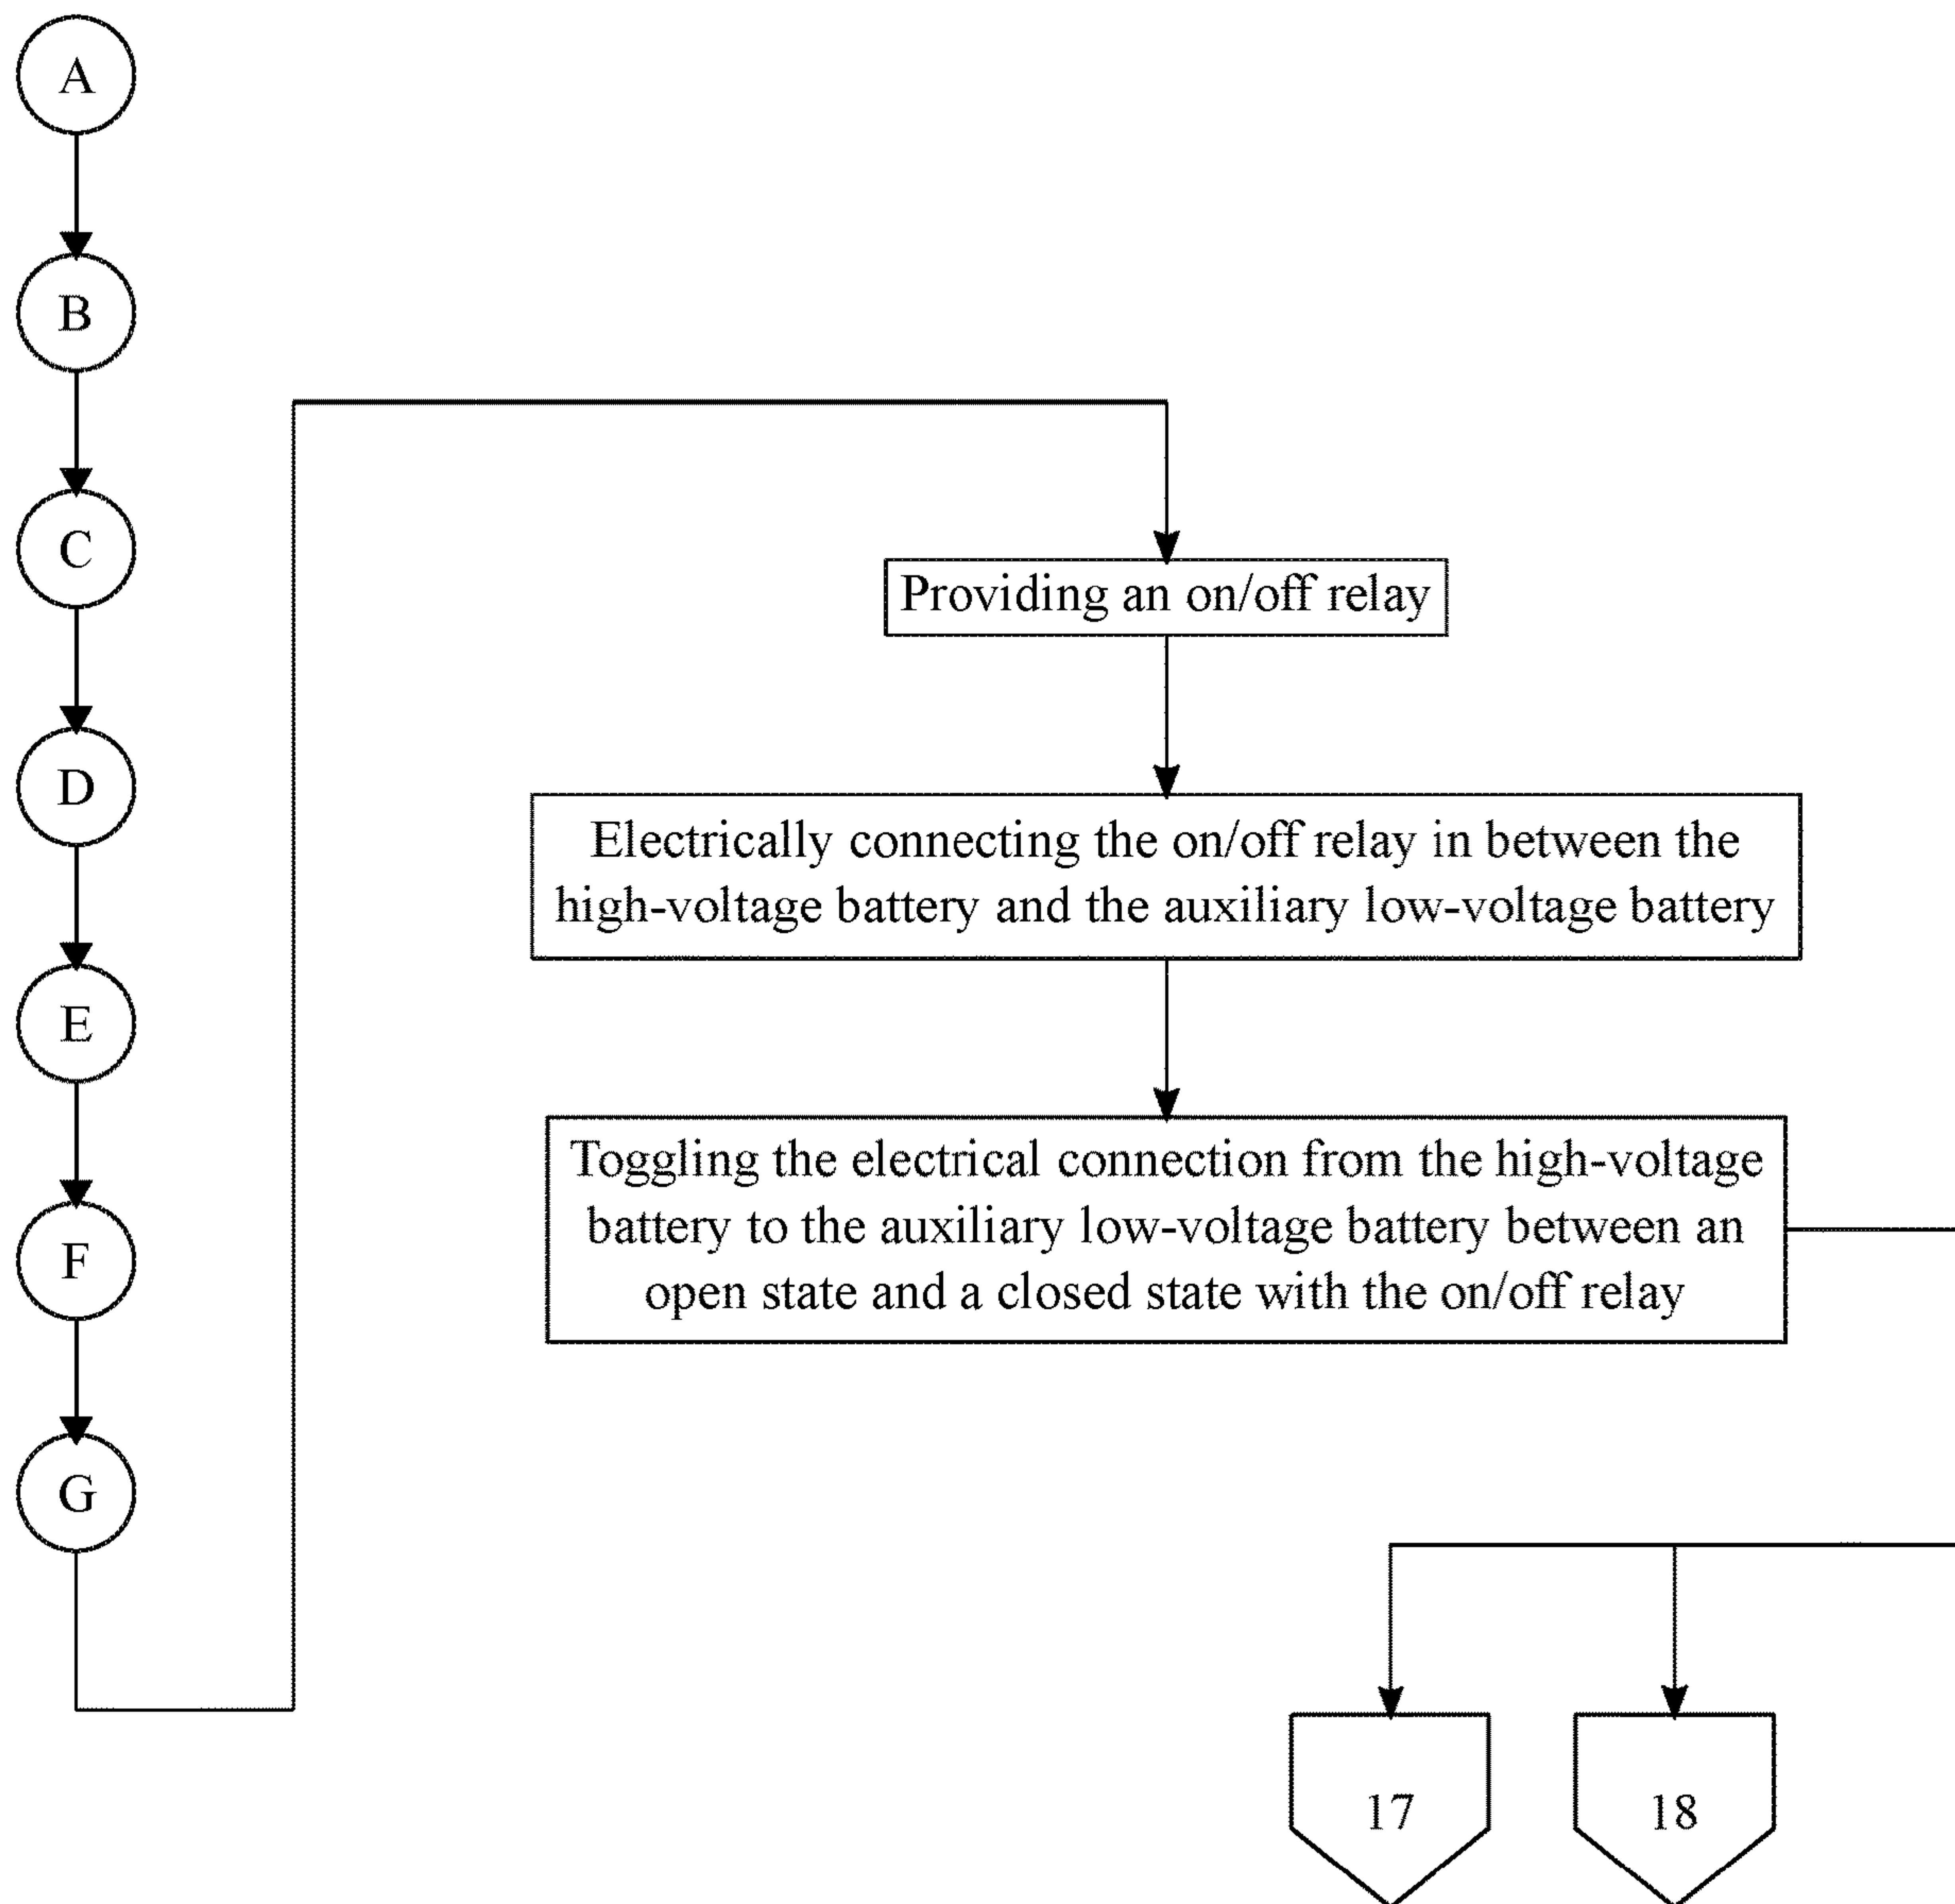 A
B
C
D
E
F
G
Providing an on/off relay
Electrically connecting the on/off relay in between the
high-voltage battery and the auxiliary low-voltage battery
Toggling the electrical connection from the high-voltage
battery to the auxiliary low-voltage battery between an
open state and a closed state with the on/off relay
17
18